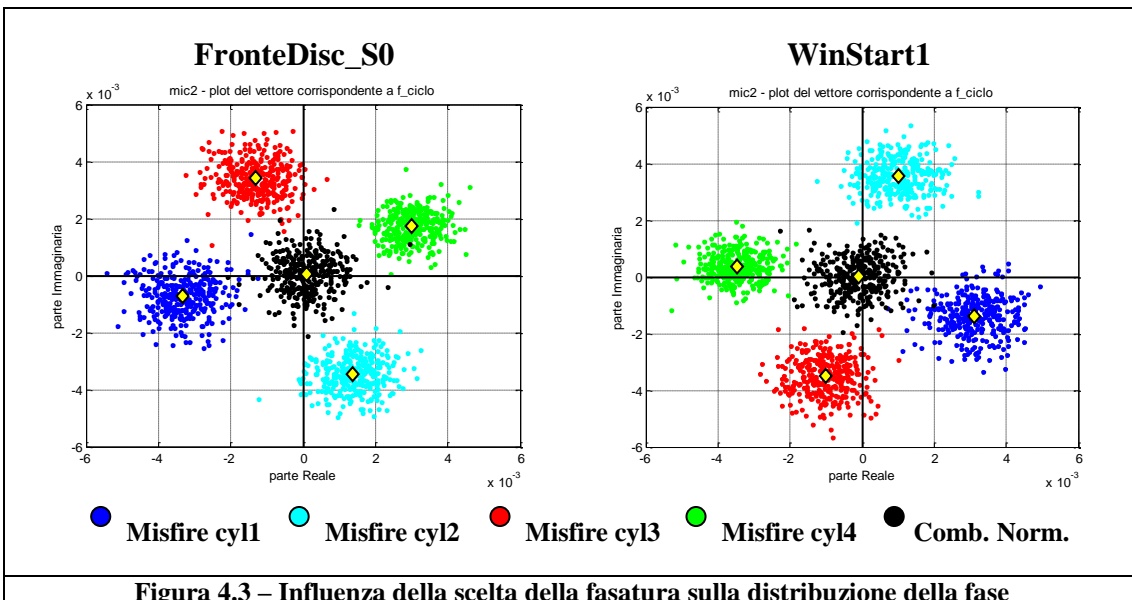 FronteDisc_S0
WinStart1
x 10⁻³
mic2 - plot del vettore corrispondente a f_ciclo
6
4
2
0
-2
-4
-6
parte Immaginaria
-6
-4
-2
0
2
4
6
parte Reale
x 10⁻³
x 10⁻³
mic2 - plot del vettore corrispondente a f_ciclo
6
4
2
0
-2
-4
-6
parte Immaginaria
-6
-4
-2
0
2
4
6
parte Reale
x 10⁻³
Misfire cyl1 Misfire cyl2 Misfire cyl3 Misfire cyl4 Comb. Norm.
Figura 4.3 – Influenza della scelta della fasatura sulla distribuzione della fase